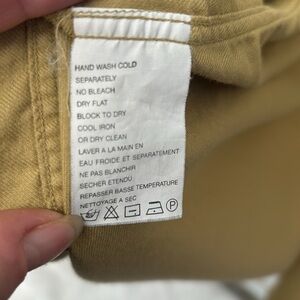 HAND WASH COLD
SEPARATELY
NO BLEACH
DRY FLAT
BLOCK TO DRY
COOL IRON
OR DRY CLEAN
LAVER A LA MAIN EN
EAU FROIDE ET SEPARATEMENT
NE PAS BLANCHIR
SECHER ETENDU
REPASSER BASSE TEMPERATURE
NETTOYAGE A SEC
P